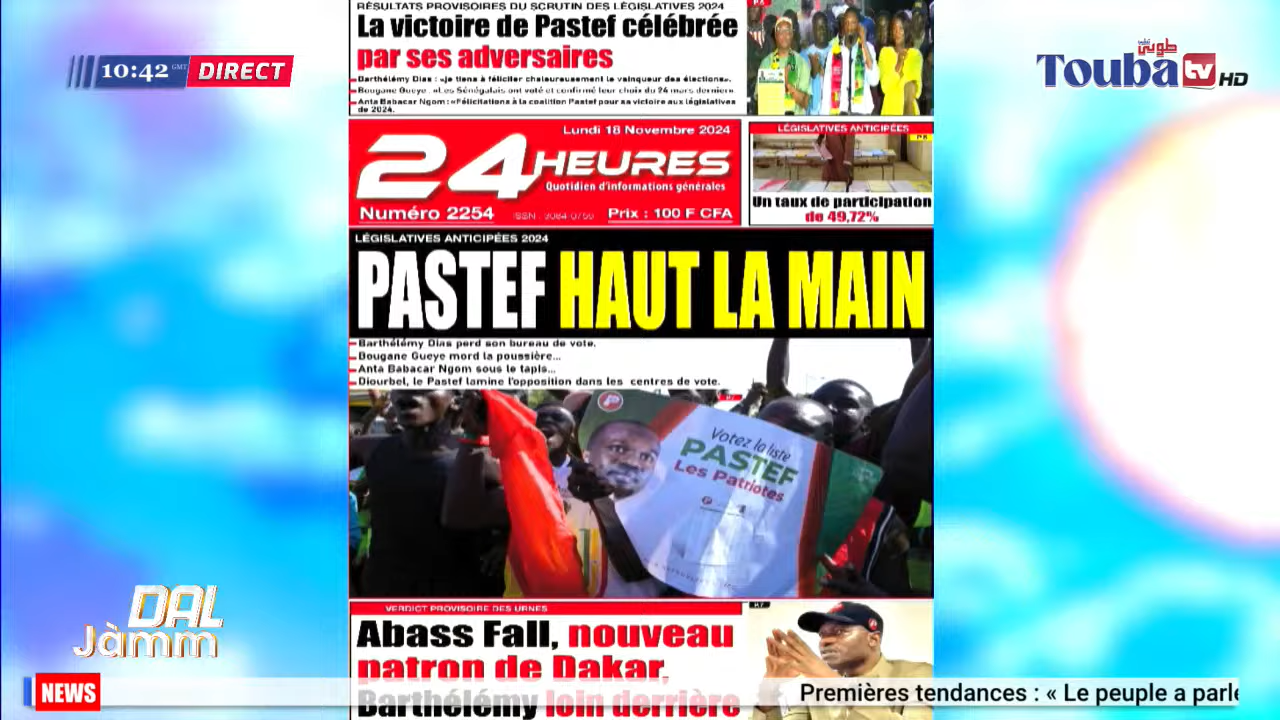 10:42 GMT DIRECT
طوبى
Touba tv HD
RÉSULTATS PROVISOIRES DU SCRUTIN DES LÉGISLATIVES 2024
La victoire de Pastef célébrée
par ses adversaires
Barthélémy Dias : «je tiens à féliciter chaleureusement le vainqueur des élections».
Bougane Gueye : «Les Sénégalais ont voté et confirmé leur choix du 24 mars dernier».
Anta Babacar Ngom : «Félicitations à la coalition Pastef pour sa victoire aux législatives
de 2024.
Lundi 18 Novembre 2024
24 HEURES
Quotidien d'informations générales
Numéro 2254 ISSN : 3084-0750 Prix : 100 F CFA
LÉGISLATIVES ANTICIPÉES
Un taux de participation
de 49,72%
LÉGISLATIVES ANTICIPÉES 2024
PASTEF HAUT LA MAIN
Barthélémy Dias perd son bureau de vote.
Bougane Gueye mord la poussière...
Anta Babacar Ngom sous le tapis...
Diourbel, le Pastef lamine l'opposition dans les centres de vote.
Votez la liste
PASTEF
Les Patriotes
VERDICT PROVISOIRE DES URNES
Abass Fall, nouveau
patron de Dakar,
Barthélémy loin derrière
DAL
Jàmm
NEWS
Premières tendances : « Le peuple a parlé